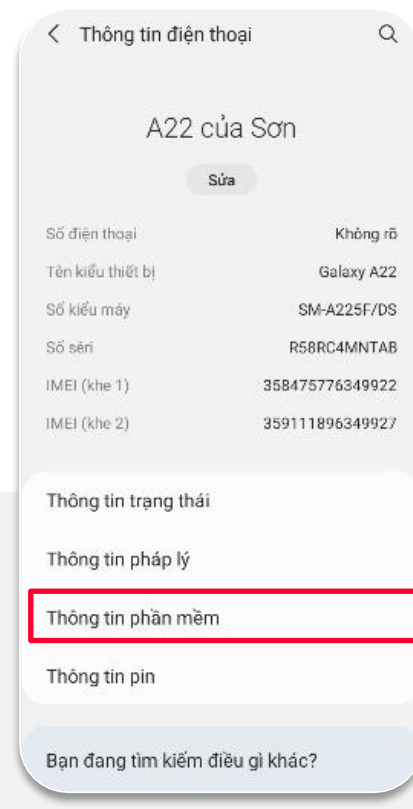 Thông tin điện thoại
A22 của Sơn
Sửa
Số điện thoại Không rõ
Tên kiểu thiết bị Galaxy A22
Số kiểu máy SM-A225F/DS
Số sêri R58RC4MNTAB
IMEI (khe 1) 358475776349922
IMEI (khe 2) 359111896349927
Thông tin trạng thái
Thông tin pháp lý
Thông tin phần mềm
Thông tin pin
Bạn đang tìm kiếm điều gì khác?